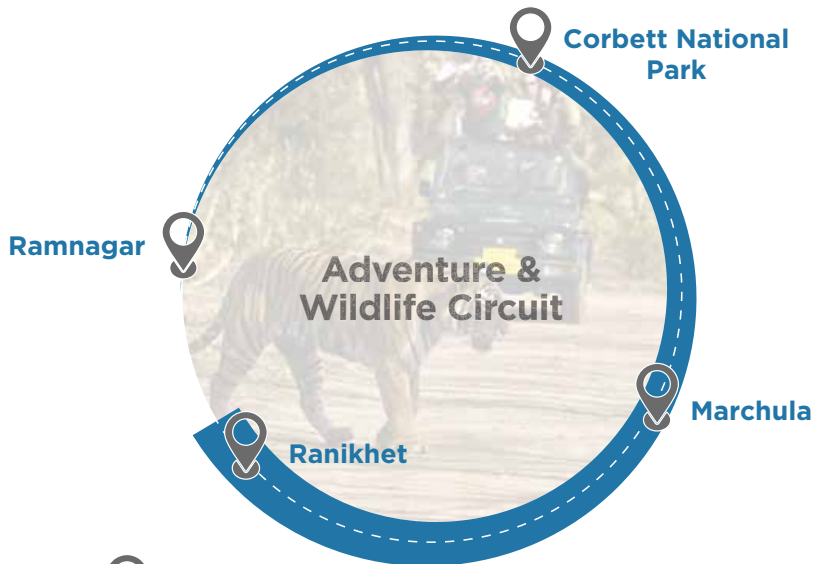 Corbett National
Park
Ramnagar
Adventure &
Wildlife Circuit
Marchula
Ranikhet